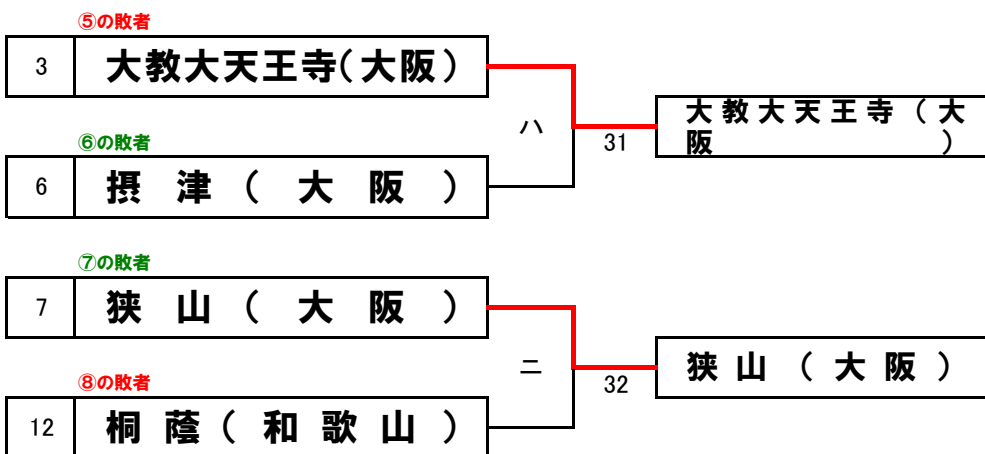 ⑤の敗者
3 大教大天王寺(大阪)
ハ
31
大教大天王寺(大
阪)
⑥の敗者
6 摂津(大阪)
⑦の敗者
7 狭山(大阪)
ニ
32
狭山(大阪)
⑧の敗者
12 桐蔭(和歌山)